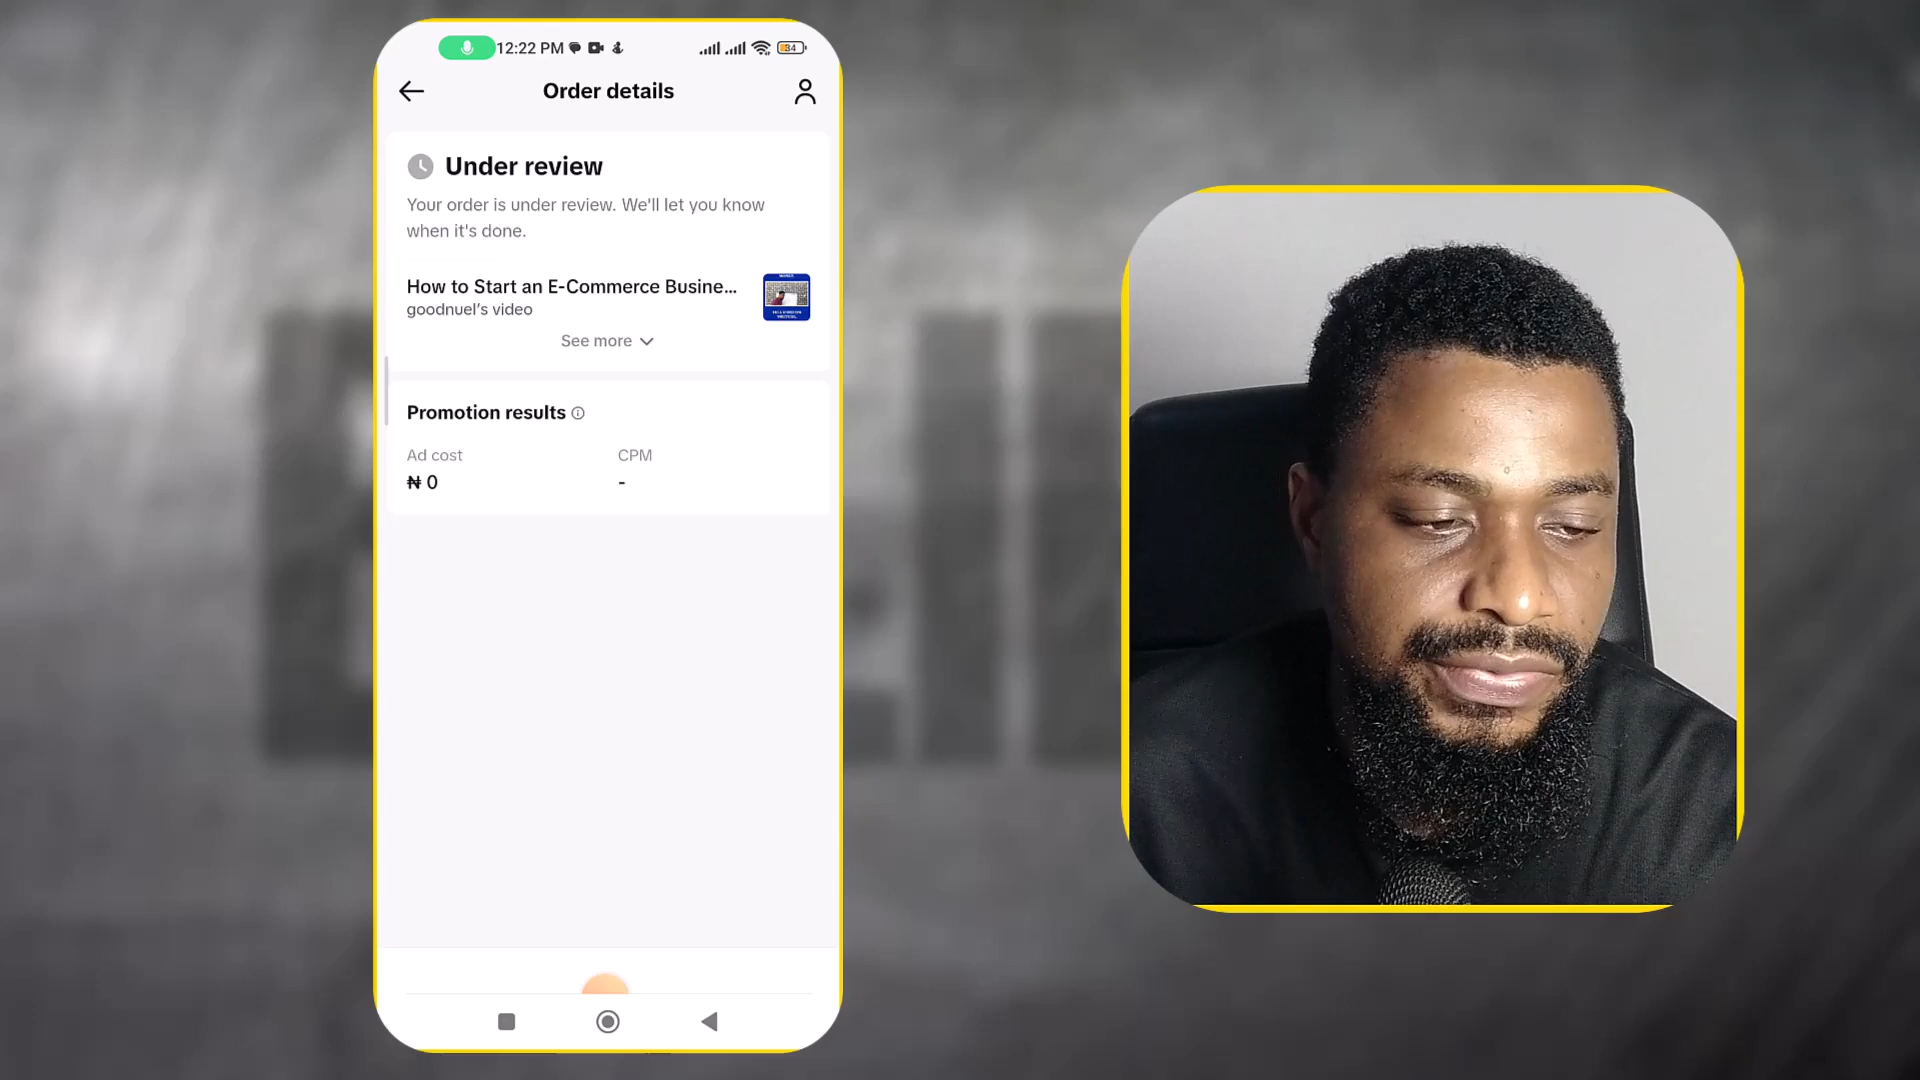 12:22 PM
34
Order details
Under review
Your order is under review. We'll let you know
when it's done.
How to Start an E-Commerce Busine...
goodnuel's video
See more
Promotion results
Ad cost
CPM
₦ 0
-